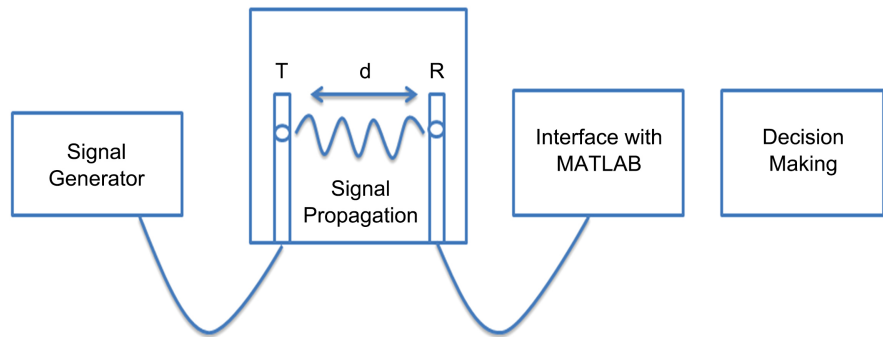 Signal
Generator
T
d
R
Signal
Propagation
Interface with
MATLAB
Decision
Making